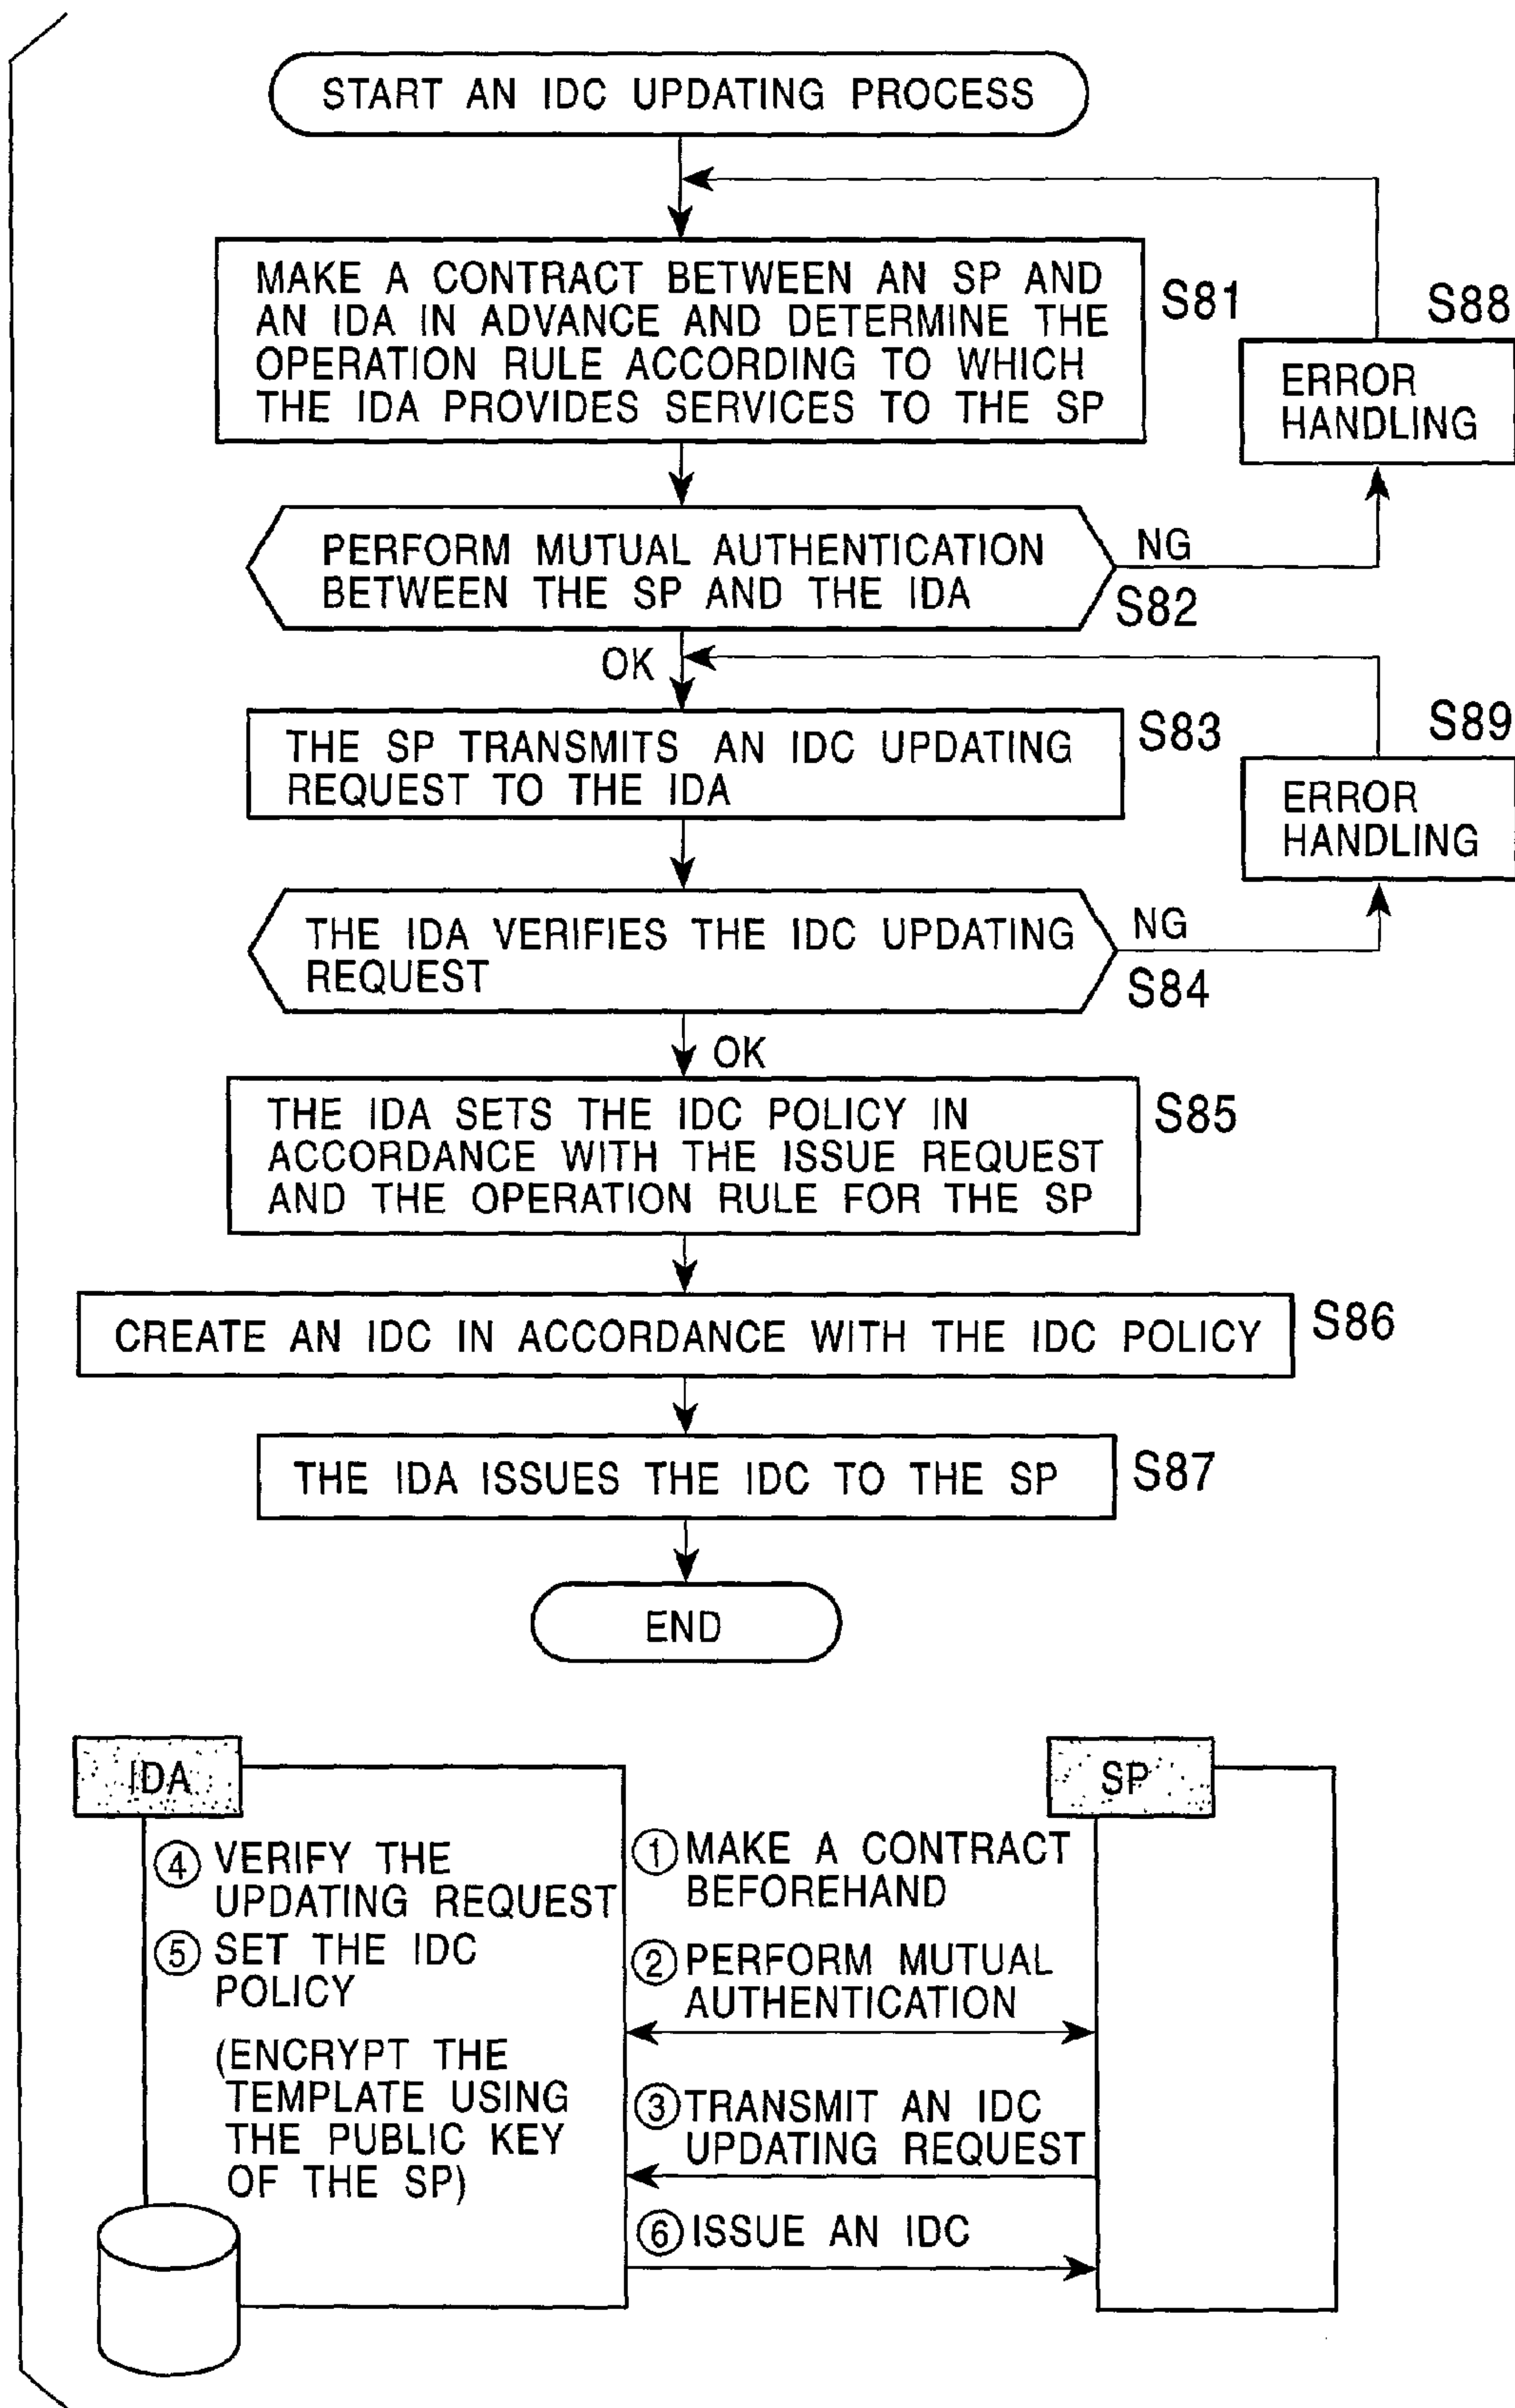 START AN IDC UPDATING PROCESS
MAKE A CONTRACT BETWEEN AN SP AND
AN IDA IN ADVANCE AND DETERMINE THE
OPERATION RULE ACCORDING TO WHICH
THE IDA PROVIDES SERVICES TO THE SP
S81
S88
ERROR
HANDLING
PERFORM MUTUAL AUTHENTICATION
BETWEEN THE SP AND THE IDA
NG
S82
OK
THE SP TRANSMITS AN IDC UPDATING
REQUEST TO THE IDA
S83
S89
ERROR
HANDLING
THE IDA VERIFIES THE IDC UPDATING
REQUEST
NG
S84
OK
THE IDA SETS THE IDC POLICY IN
ACCORDANCE WITH THE ISSUE REQUEST
AND THE OPERATION RULE FOR THE SP
S85
CREATE AN IDC IN ACCORDANCE WITH THE IDC POLICY
S86
THE IDA ISSUES THE IDC TO THE SP
S87
END
IDA
④ VERIFY THE
UPDATING REQUEST
⑤ SET THE IDC
POLICY
(ENCRYPT THE
TEMPLATE USING
THE PUBLIC KEY
OF THE SP)
① MAKE A CONTRACT
BEFOREHAND
② PERFORM MUTUAL
AUTHENTICATION
③ TRANSMIT AN IDC
UPDATING REQUEST
⑥ ISSUE AN IDC
SP